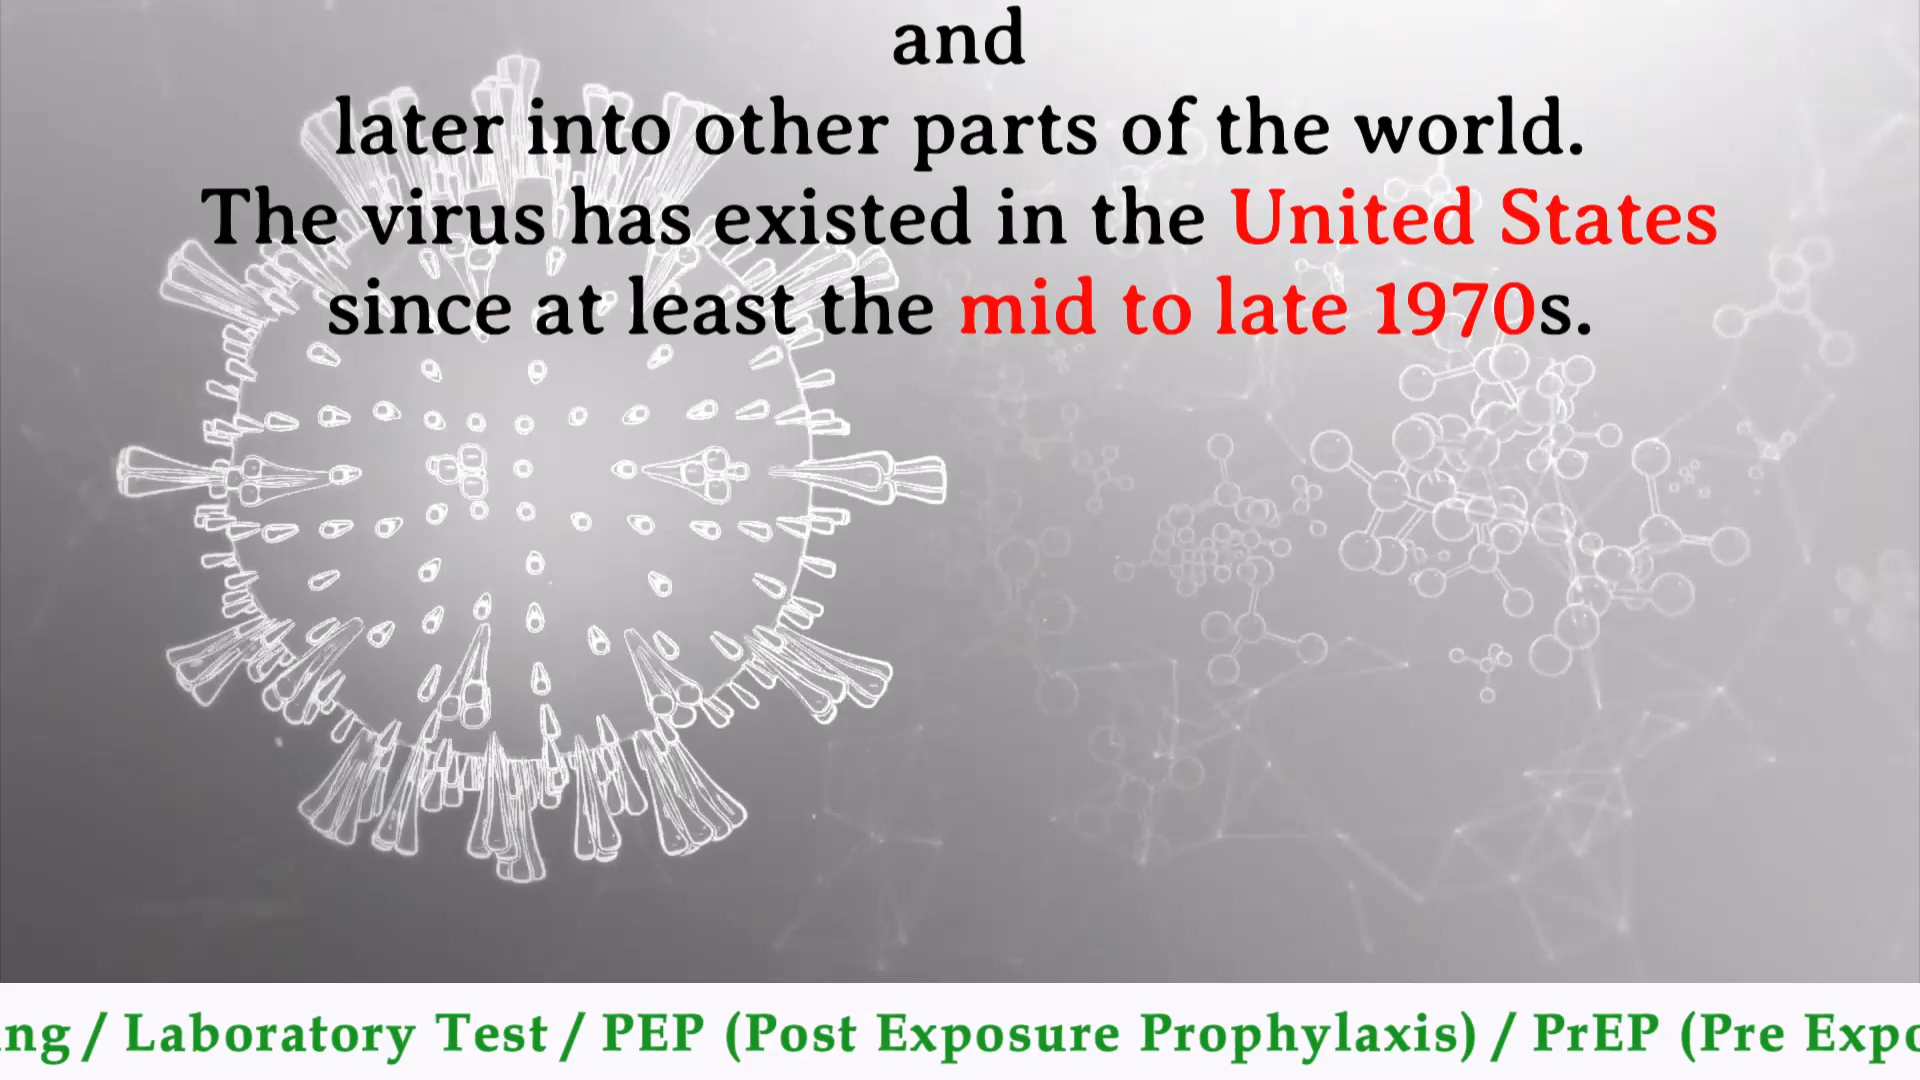 and
later into other parts of the world.
The virus has existed in the United States
since at least the mid to late 1970s.
ng / Laboratory Test / PEP (Post Exposure Prophylaxis) / PrEP (Pre Expo